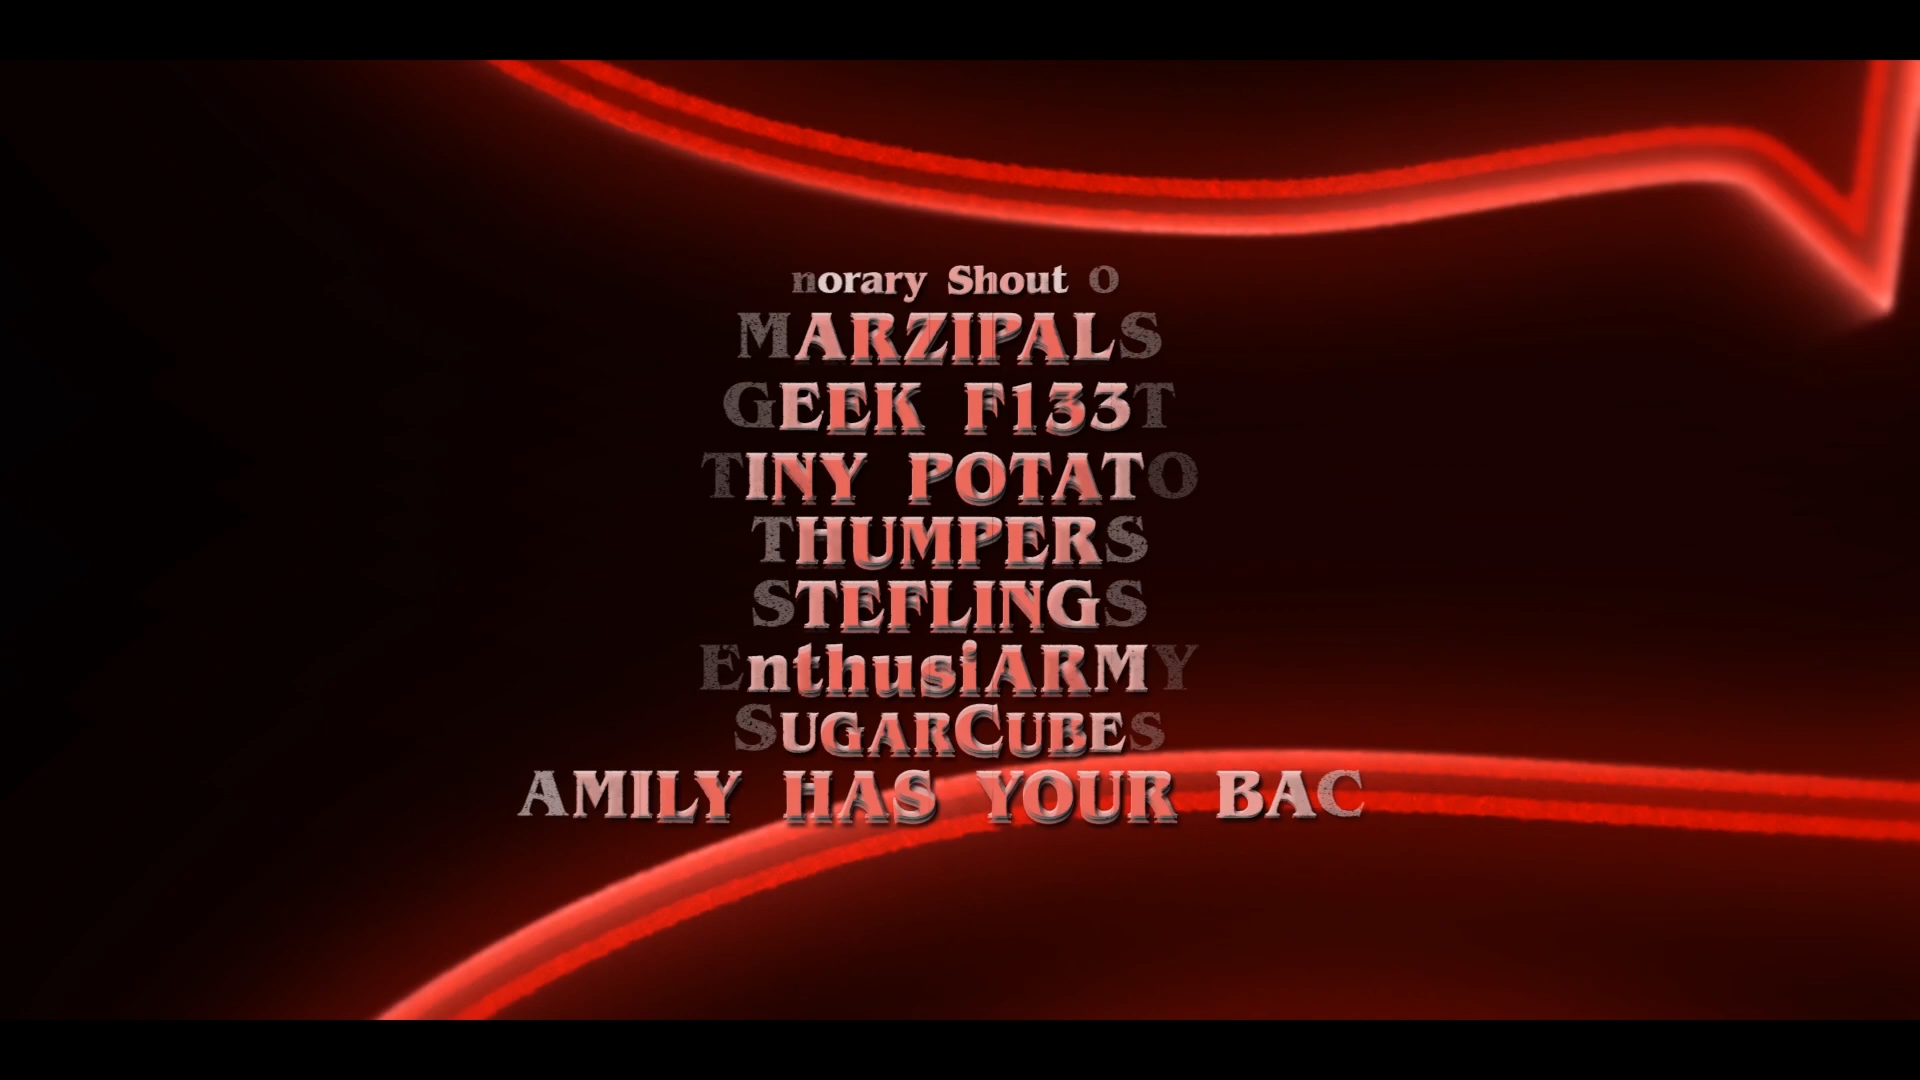 norary Shout O
MARZIPALS
GEEK F133T
TINY POTATO
THUMPERS
STEFLINGS
EnthusiARMY
SUGARCUBES
AMILY HAS YOUR BAC